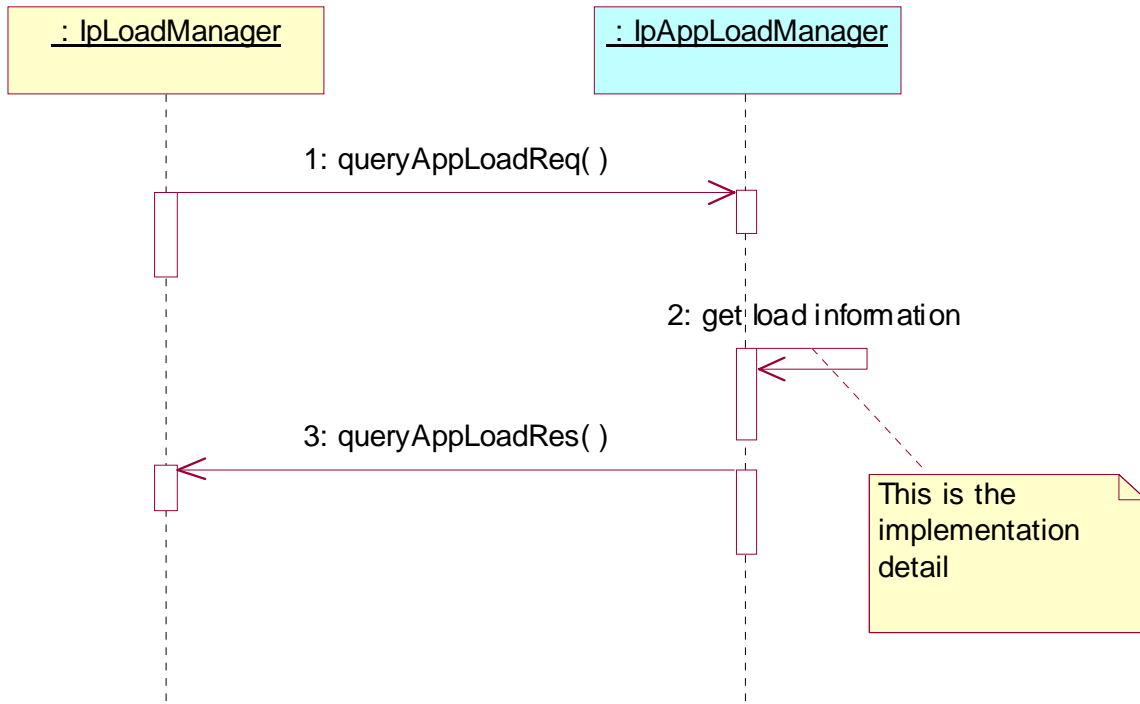 : IpLoadManager
: IpAppLoadManager
1: queryAppLoadReq( )
2: get load information
3: queryAppLoadRes( )
This is the
implementation
detail